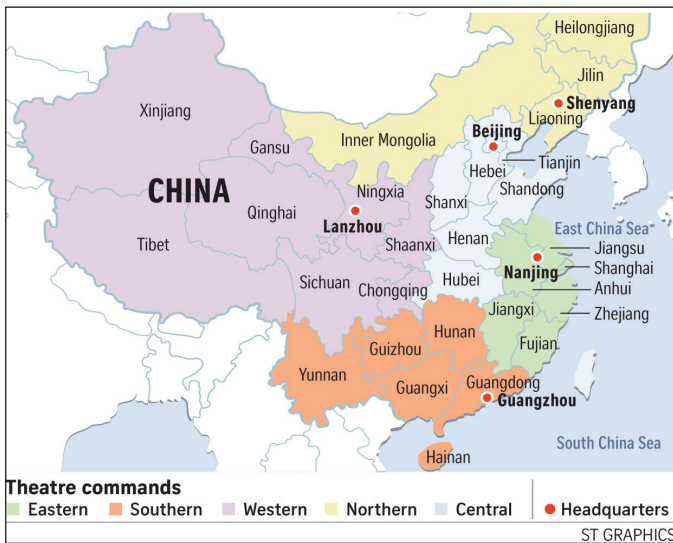 Heilongjiang
Jilin
Shenyang
Liaoning
Xinjiang
Beijing
Inner Mongolia
Gansu
Tianjin
Hebei
CHINA
Ningxia
Shandong
Shanxi
Qinghai
Lanzhou
East China Sea
Tibet
Shaanxi
Henan
Jiangsu
Nanjing
Shanghai
Sichuan
Hubei
Anhui
Chongqing
Jiangxi
Zhejiang
Hunan
Guizhou
Fujian
Yunnan
Guangxi
Guangdong
Guangzhou
South China Sea
Hainan
Theatre commands
Eastern Southern Western Northern Central Headquarters
ST GRAPHICS